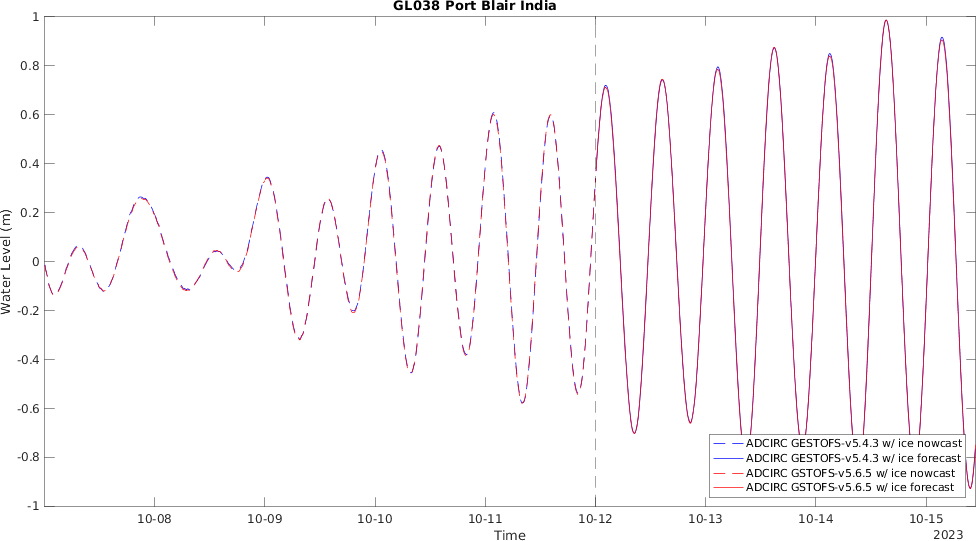 GL038 Port Blair India
1
0.8
0.6
0.4
0.2
0
-0.2
-0.4
-0.6
-0.8
-1
Water Level (m)
ADCIRC GESTOFS-v5.4.3 w/ ice nowcast
ADCIRC GESTOFS-v5.4.3 w/ ice forecast
ADCIRC GSTOFS-v5.6.5 w/ ice nowcast
ADCIRC GSTOFS-v5.6.5 w/ ice forecast
10-08 10-09 10-10 10-11 10-12 10-13 10-14 10-15
Time
2023